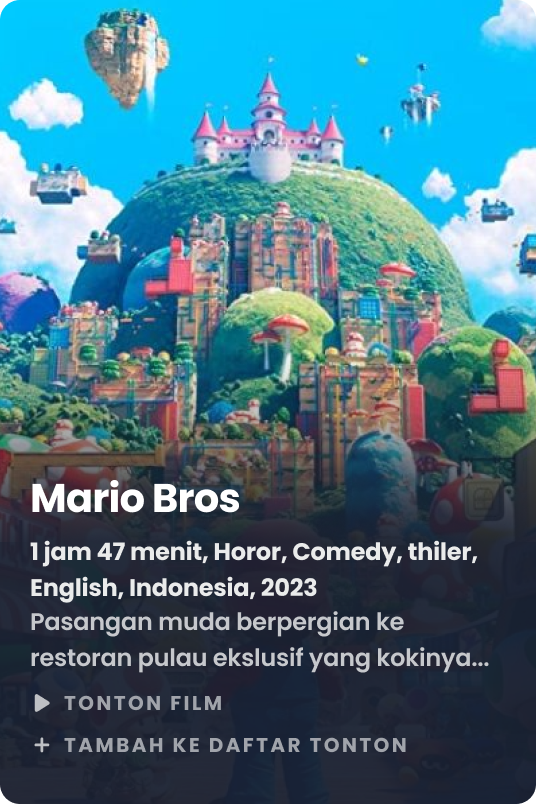 Mario Bros
1 jam 47 menit, Horor, Comedy, thiler,
English, Indonesia, 2023
Pasangan muda berpergian ke
restoran pulau ekslusif yang kokinya...
TONTON FILM
+ TAMBAH KE DAFTAR TONTON